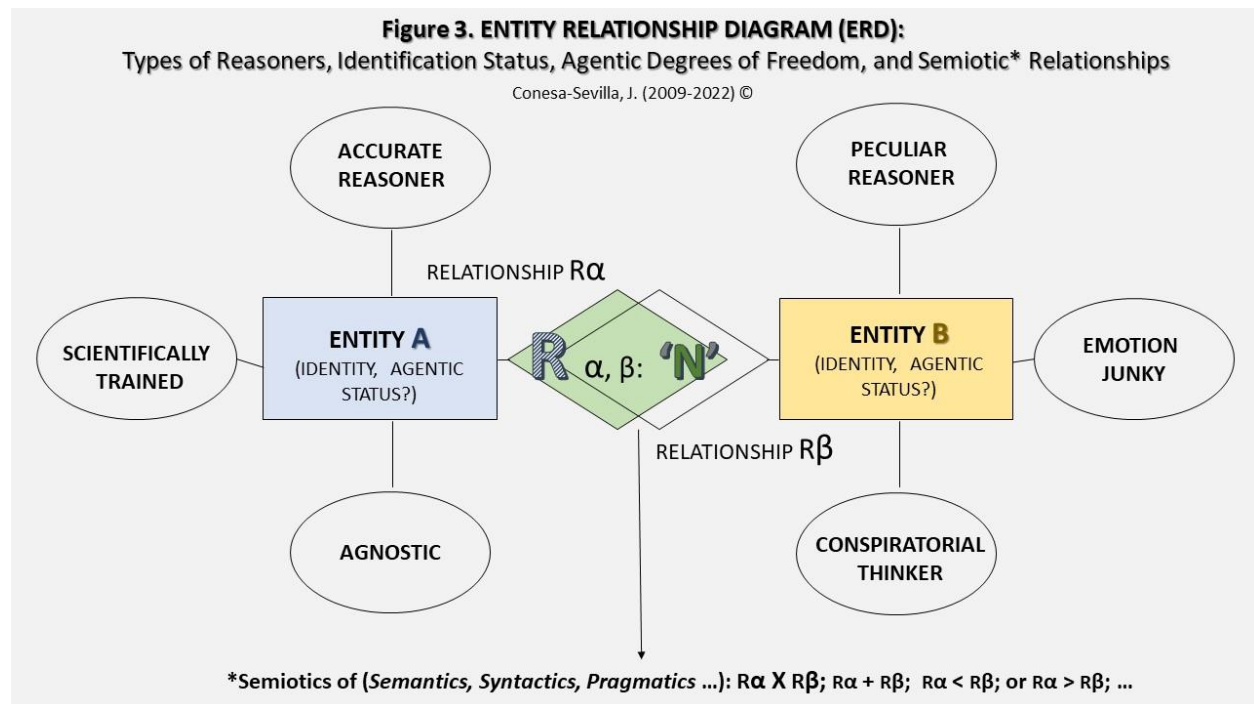 Figure 3. ENTITY RELATIONSHIP DIAGRAM (ERD):
Types of Reasoners, Identification Status, Agentic Degrees of Freedom, and Semiotic* Relationships
Conesa-Sevilla, J. (2009-2022) ©
ACCURATE
REASONER
PECULIAR
REASONER
RELATIONSHIP Rα
SCIENTIFICALLY
TRAINED
ENTITY A
(IDENTITY, AGENTIC
STATUS?)
R α, β: ‘N’
ENTITY B
(IDENTITY, AGENTIC
STATUS?)
EMOTION
JUNKY
RELATIONSHIP Rβ
AGNOSTIC
CONSPIRATORIAL
THINKER
*Semiotics of (Semantics, Syntactics, Pragmatics ...): Rα X Rβ; Rα + Rβ; Rα < Rβ; or Rα > Rβ; ...